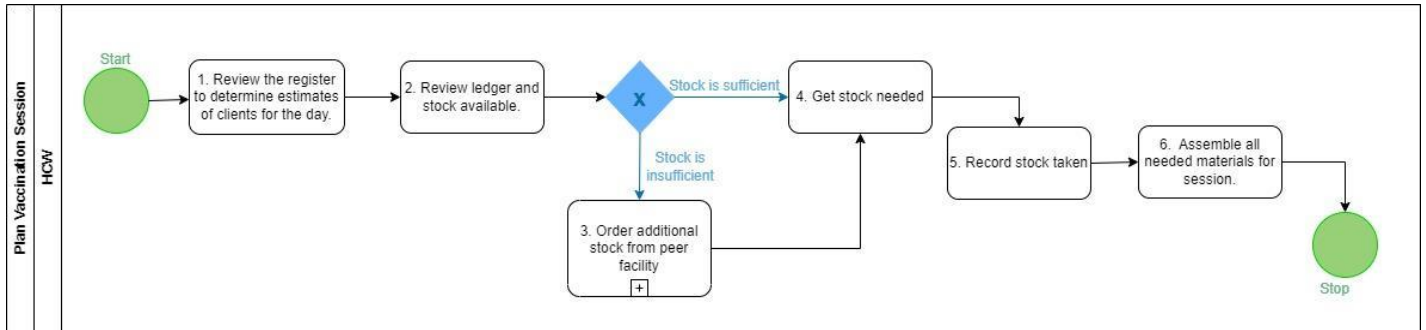 Plan Vaccination Session
HCW
Start
1. Review the register
to determine estimates
of clients for the day.
2. Review ledger and
stock available.
X
Stock is sufficient
Stock is
insufficient
3. Order additional
stock from peer
facility
+
4. Get stock needed
5. Record stock taken
6. Assemble all
needed materials for
session.
Stop